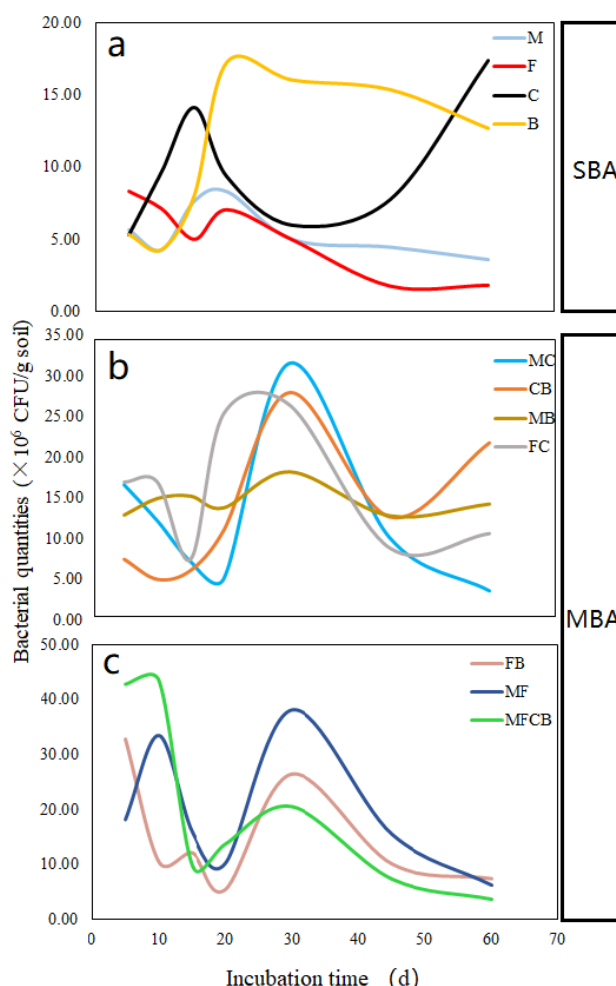 20.00
15.00
10.00
5.00
0.00
a
M
F
C
B
SBA
35.00
30.00
25.00
20.00
15.00
10.00
5.00
0.00
b
MC
CB
MB
FC
MBA
50.00
40.00
30.00
20.00
10.00
0.00
c
FB
MF
MFCB
0 10 20 30 40 50 60 70
Incubation time (d)
Bacterial quantities (×10⁶ CFU/g soil)